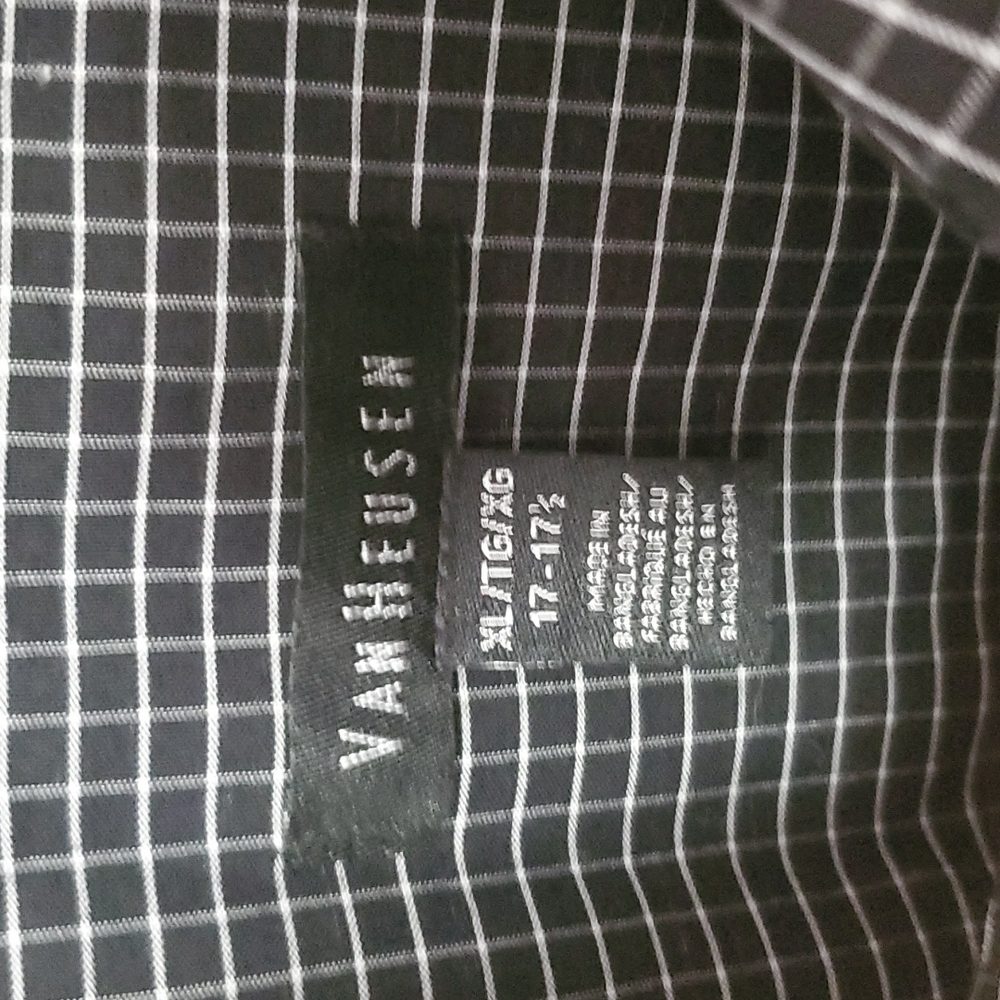 VAN HEUSEN
XL/TG/XG
17-17½
MADE IN
BANGLADESH/
FABRIQUÉ AU
BANGLADESH/
HECHO EN
BANGLADESH